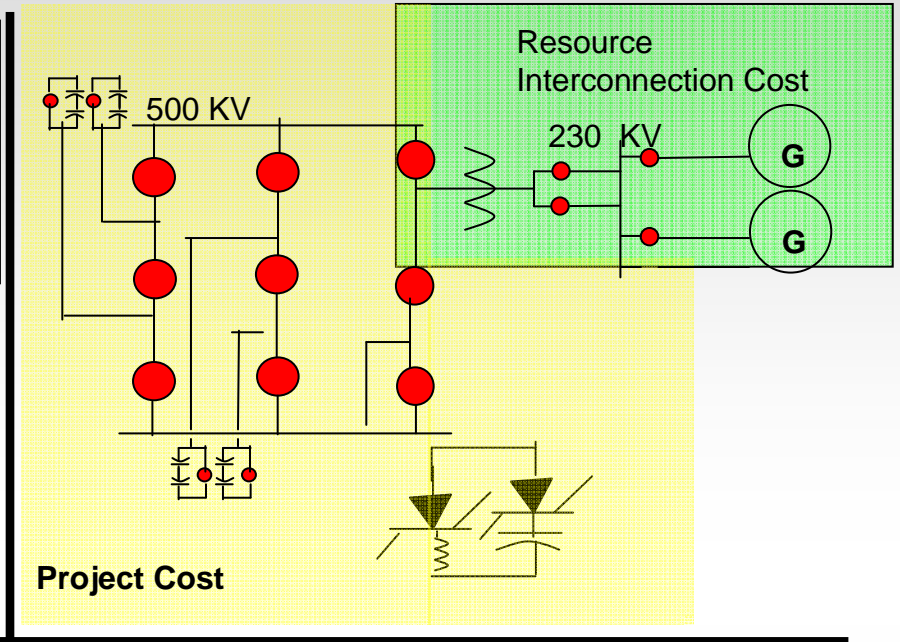 Resource
Interconnection Cost
500 KV
230 KV
G
G
Project Cost